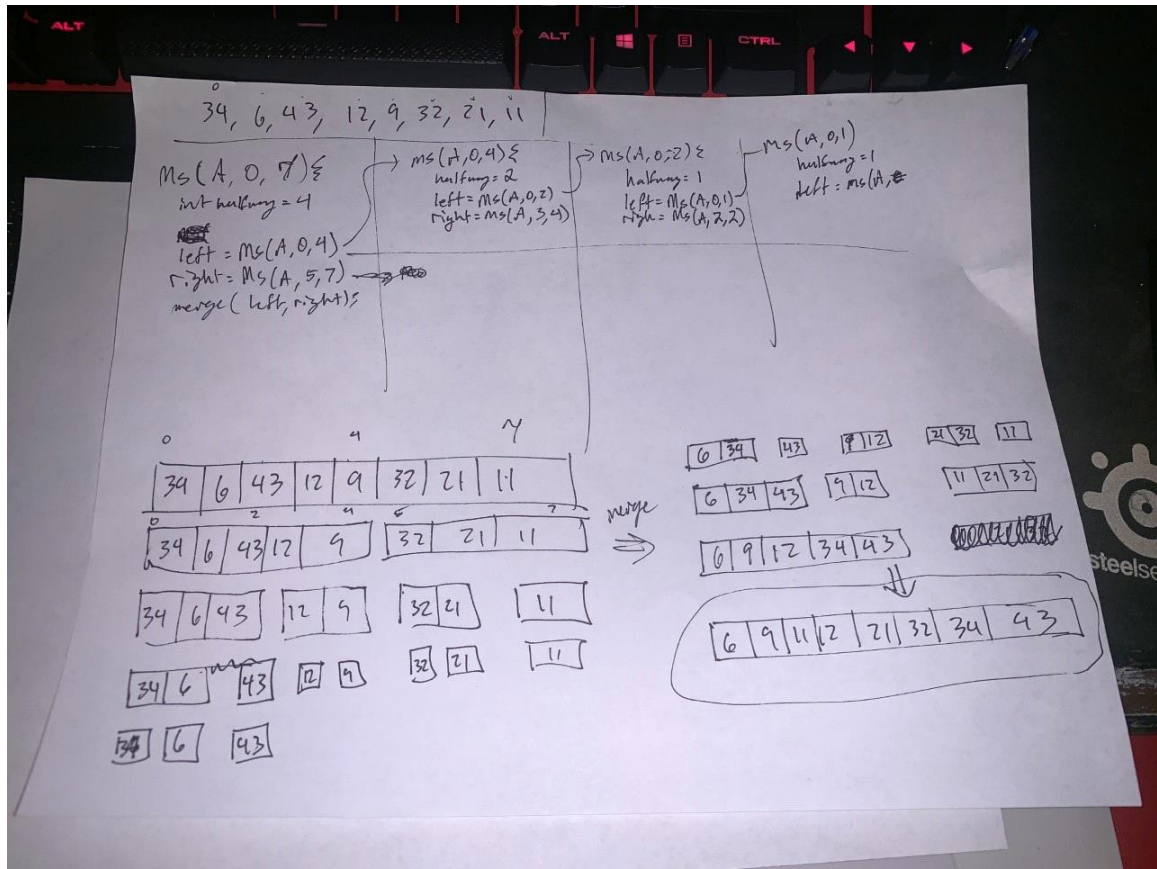 ALT
ALT
CTRL
0
34, 6, 43, 12, 9, 32, 21, 11
Ms(A, 0, 7){
int halfway = 4
left = Ms(A, 0, 4)
right = Ms(A, 5, 7)
merge(left, right);
ms(A, 0, 4){
halfway = 2
left = Ms(A, 0, 2)
right = Ms(A, 3, 4)
Ms(A, 0, 2){
halfway = 1
left = Ms(A, 0, 1)
righ = Ms(A, 2, 2)
Ms(A, 0, 1)
halfway = 1
left = ms(A,
0 4 7
34 6 43 12 9 32 21 11
0 2 4 5 7
34 6 43 12 9 32 21 11
34 6 43 12 9 32 21 11
34 6 43 12 9 32 21 11
34 6 43
merge
6 34 43 9 12 21 32 11
6 34 43 9 12 11 21 32
6 9 12 34 43
6 9 11 12 21 32 34 43
steelse